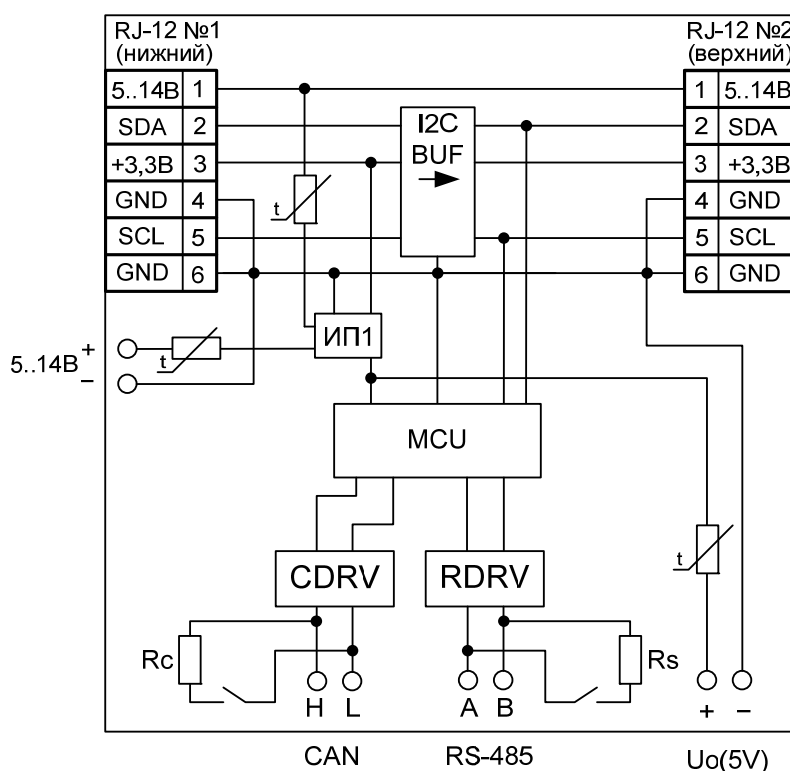 RJ-12 №1
(нижний)
RJ-12 №2
(верхний)
5..14В 1
SDA 2
+3,3В 3
GND 4
SCL 5
GND 6
I2C
BUF
1 5..14В
2 SDA
3 +3,3В
4 GND
5 SCL
6 GND
t
ИП1
5..14В + −
t
MCU
t
CDRV
RDRV
Rc
Rs
H L
A B
+ −
CAN
RS-485
Uo(5V)